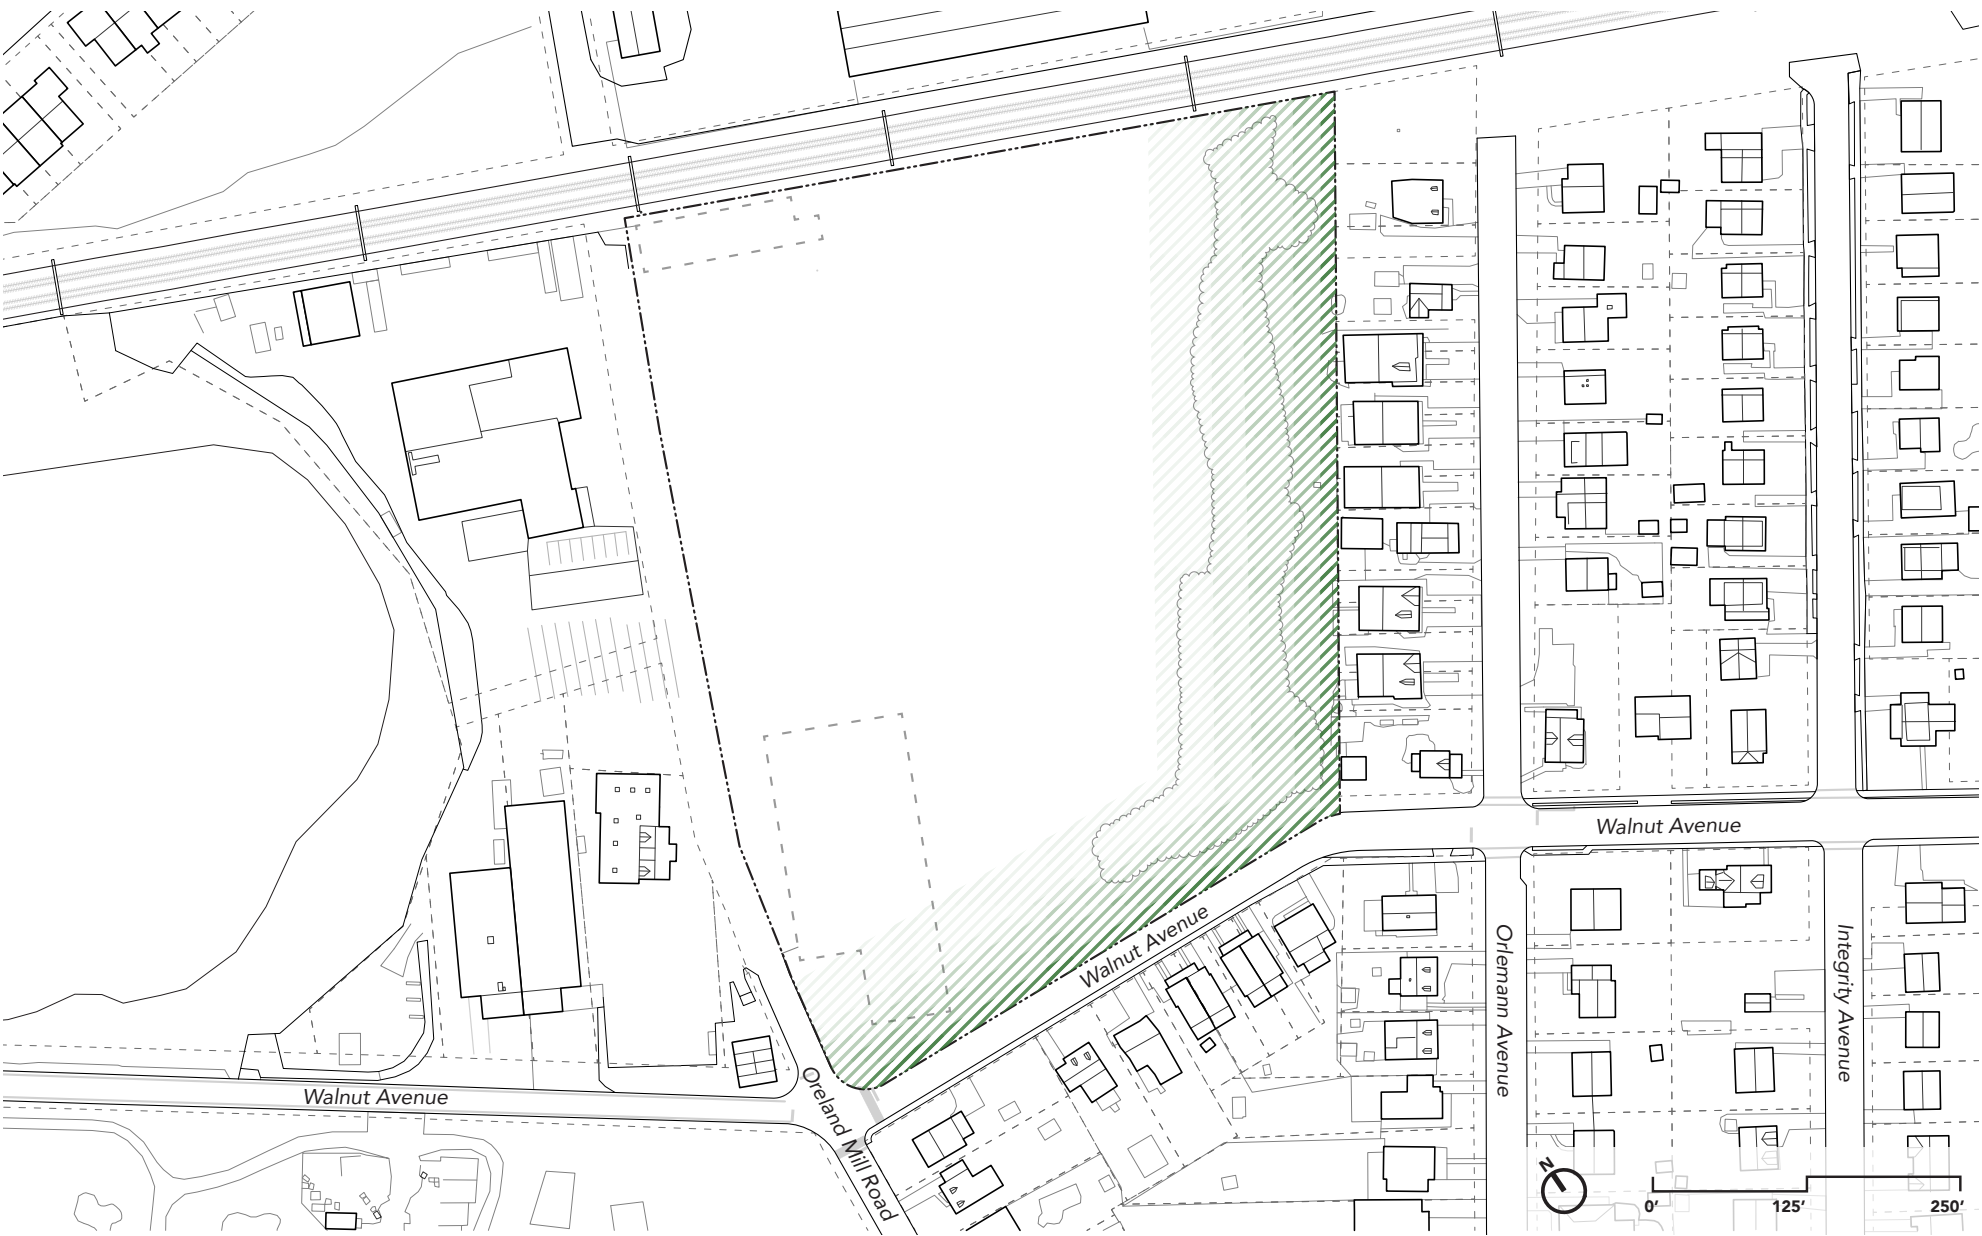 Walnut Avenue
Walnut Avenue
Orlemann Avenue
Integrity Avenue
Walnut Avenue
Oreland Mill Road
N
0’
125’
250’